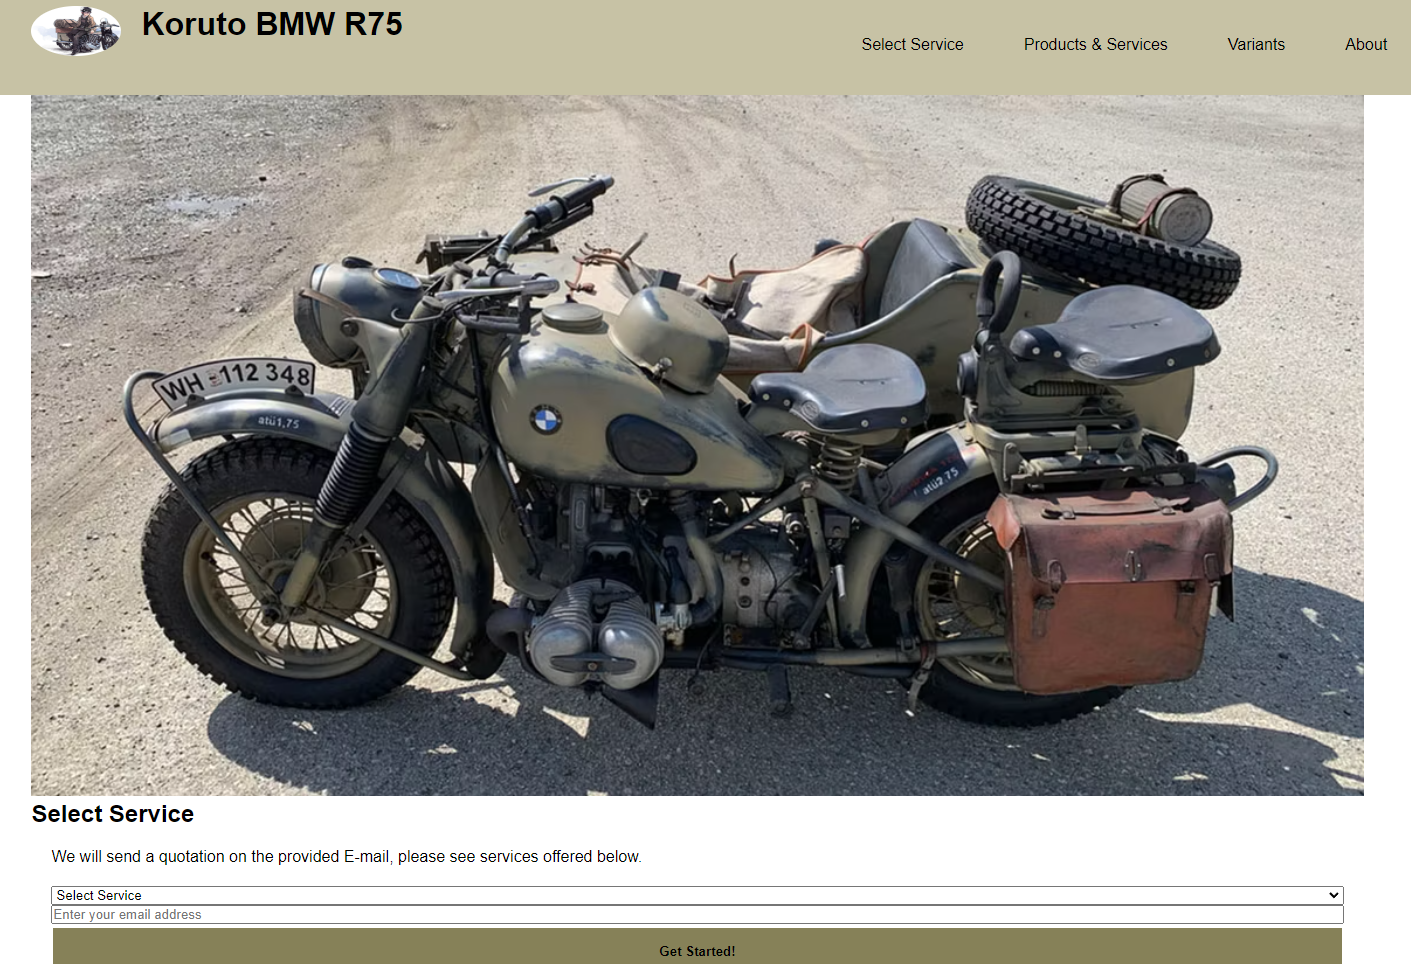 Koruto BMW R75
Select Service
Products & Services
Variants
About
WH 112 348
atü1,75
atü2,75
Select Service
We will send a quotation on the provided E-mail, please see services offered below.
Select Service
Enter your email address
Get Started!